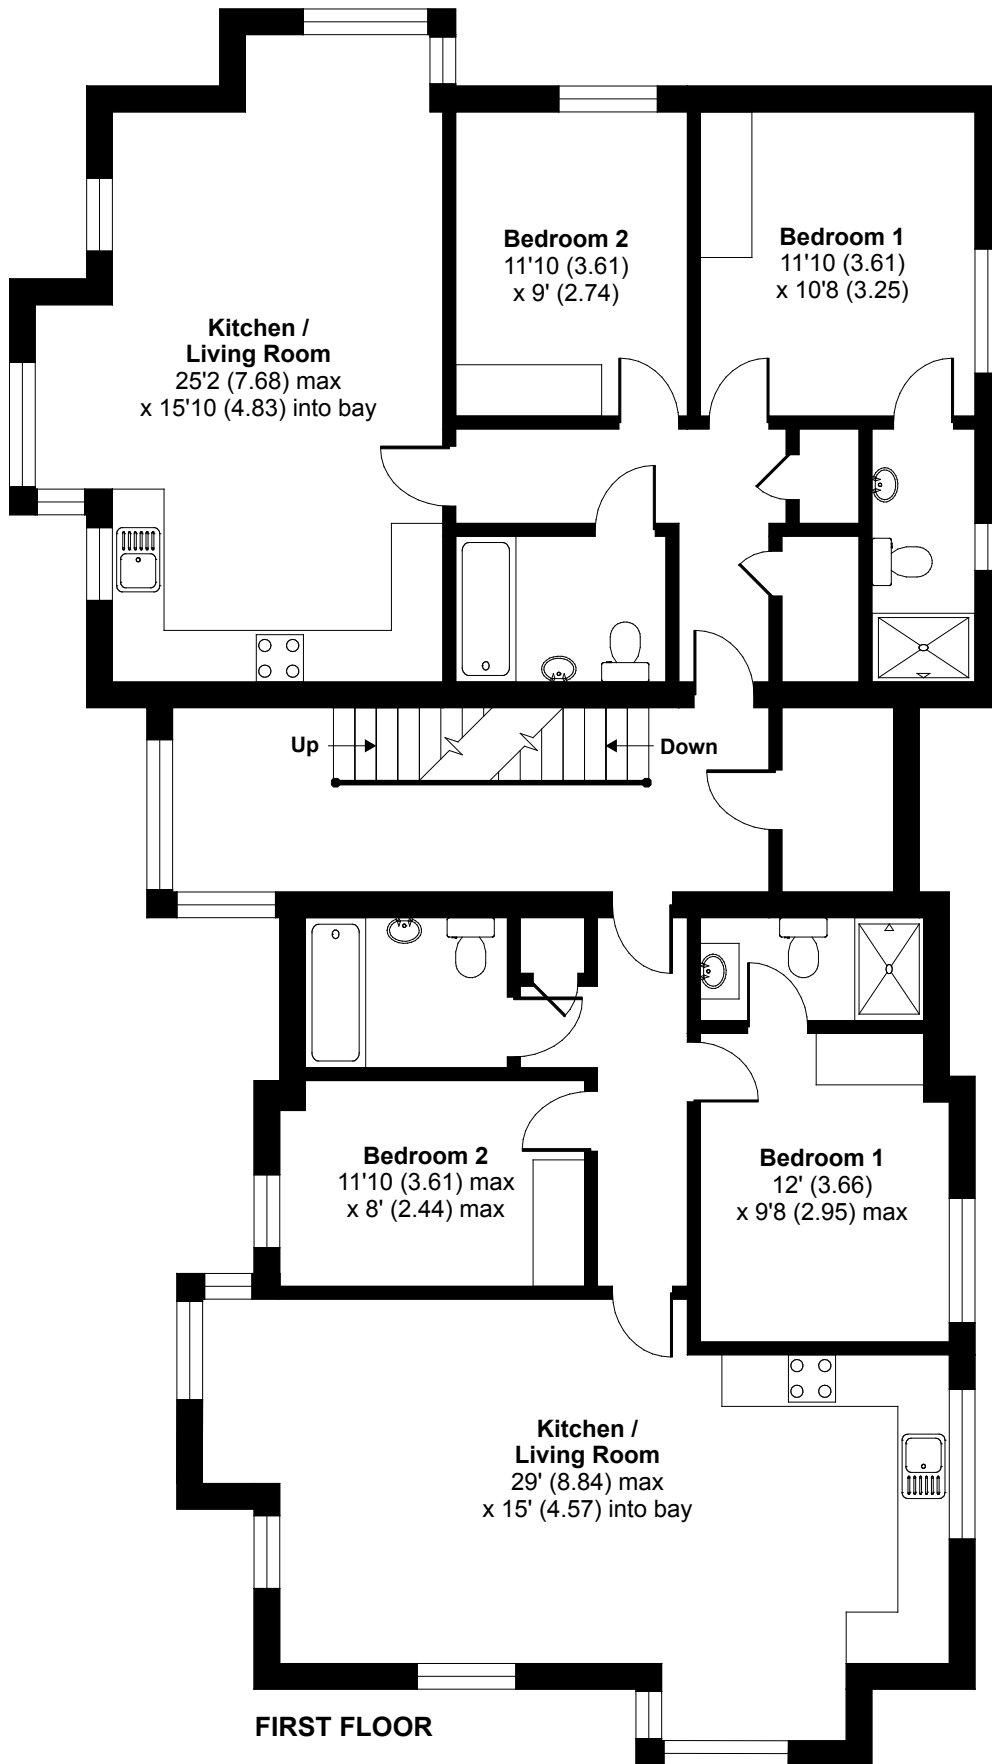 Bedroom 2
11'10 (3.61)
x 9' (2.74)
Bedroom 1
11'10 (3.61)
x 10'8 (3.25)
Kitchen /
Living Room
25'2 (7.68) max
x 15'10 (4.83) into bay
Up
Down
Bedroom 2
11'10 (3.61) max
x 8' (2.44) max
Bedroom 1
12' (3.66)
x 9'8 (2.95) max
Kitchen /
Living Room
29' (8.84) max
x 15' (4.57) into bay
FIRST FLOOR